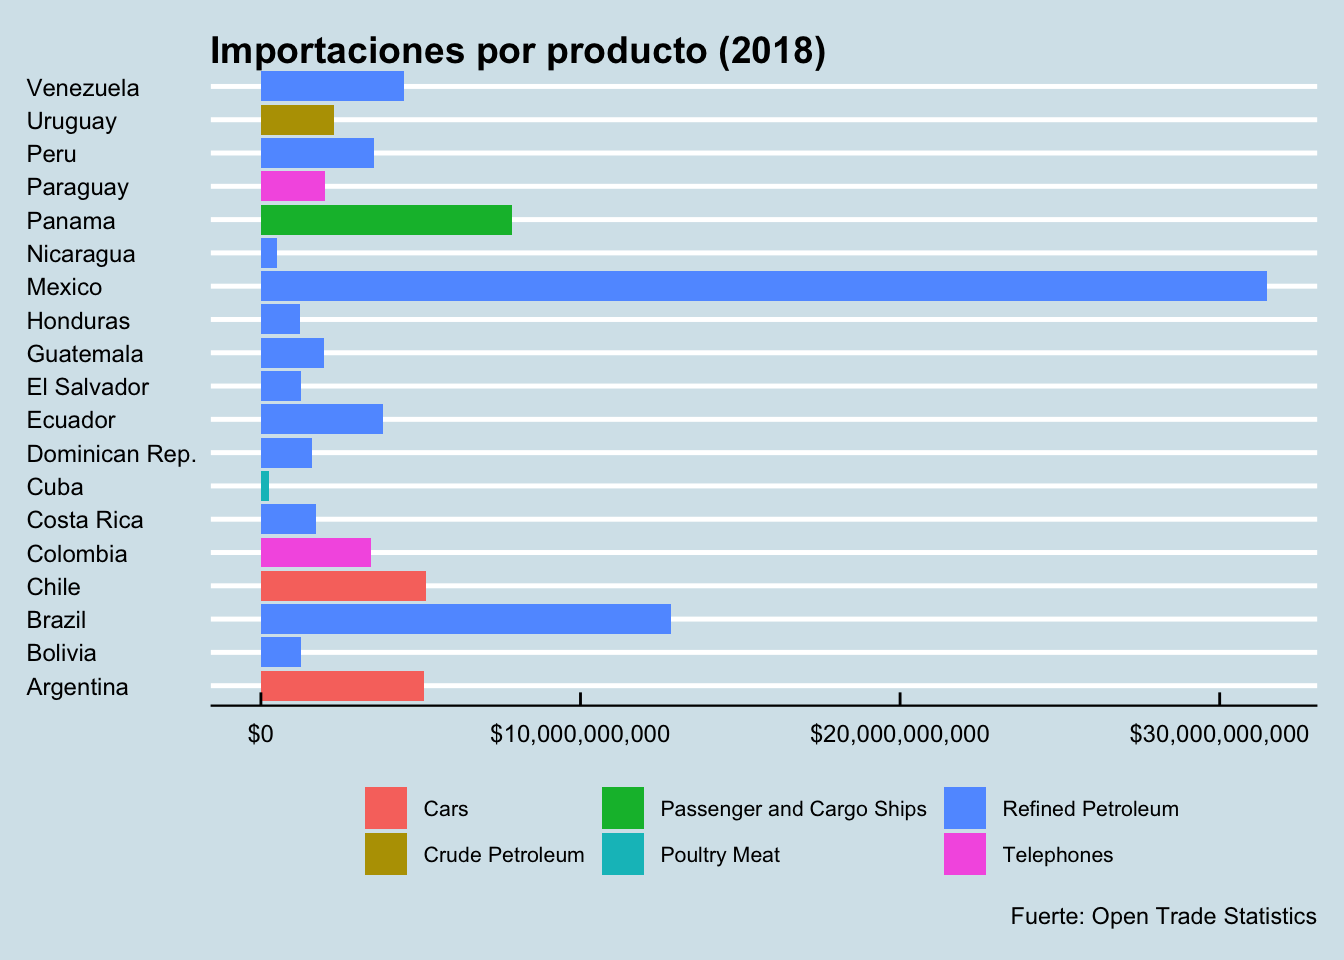 Importaciones por producto (2018)
Venezuela
Uruguay
Peru
Paraguay
Panama
Nicaragua
Mexico
Honduras
Guatemala
El Salvador
Ecuador
Dominican Rep.
Cuba
Costa Rica
Colombia
Chile
Brazil
Bolivia
Argentina
$0 $10,000,000,000 $20,000,000,000 $30,000,000,000
Cars Passenger and Cargo Ships Refined Petroleum
Crude Petroleum Poultry Meat Telephones
Fuerte: Open Trade Statistics